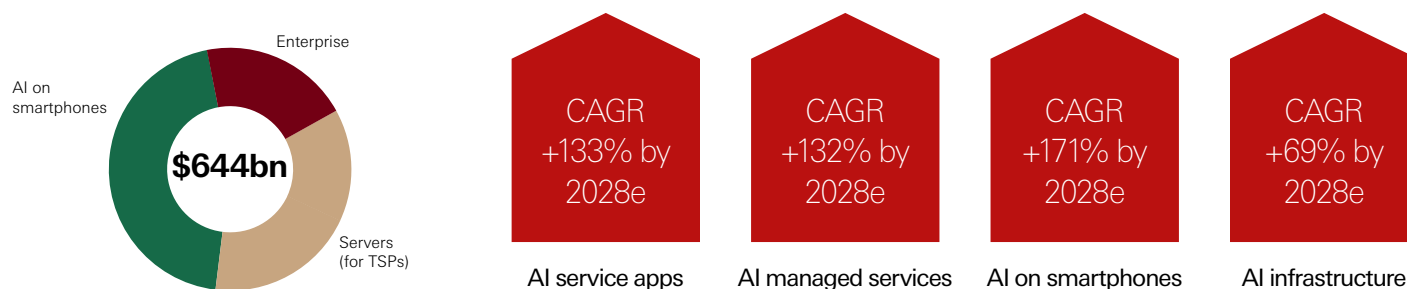 Enterprise
AI on
smartphones
$644bn
Servers
(for TSPs)
CAGR
+133% by
2028e
AI service apps
CAGR
+132% by
2028e
AI managed services
CAGR
+171% by
2028e
AI on smartphones
CAGR
+69% by
2028e
AI infrastructure